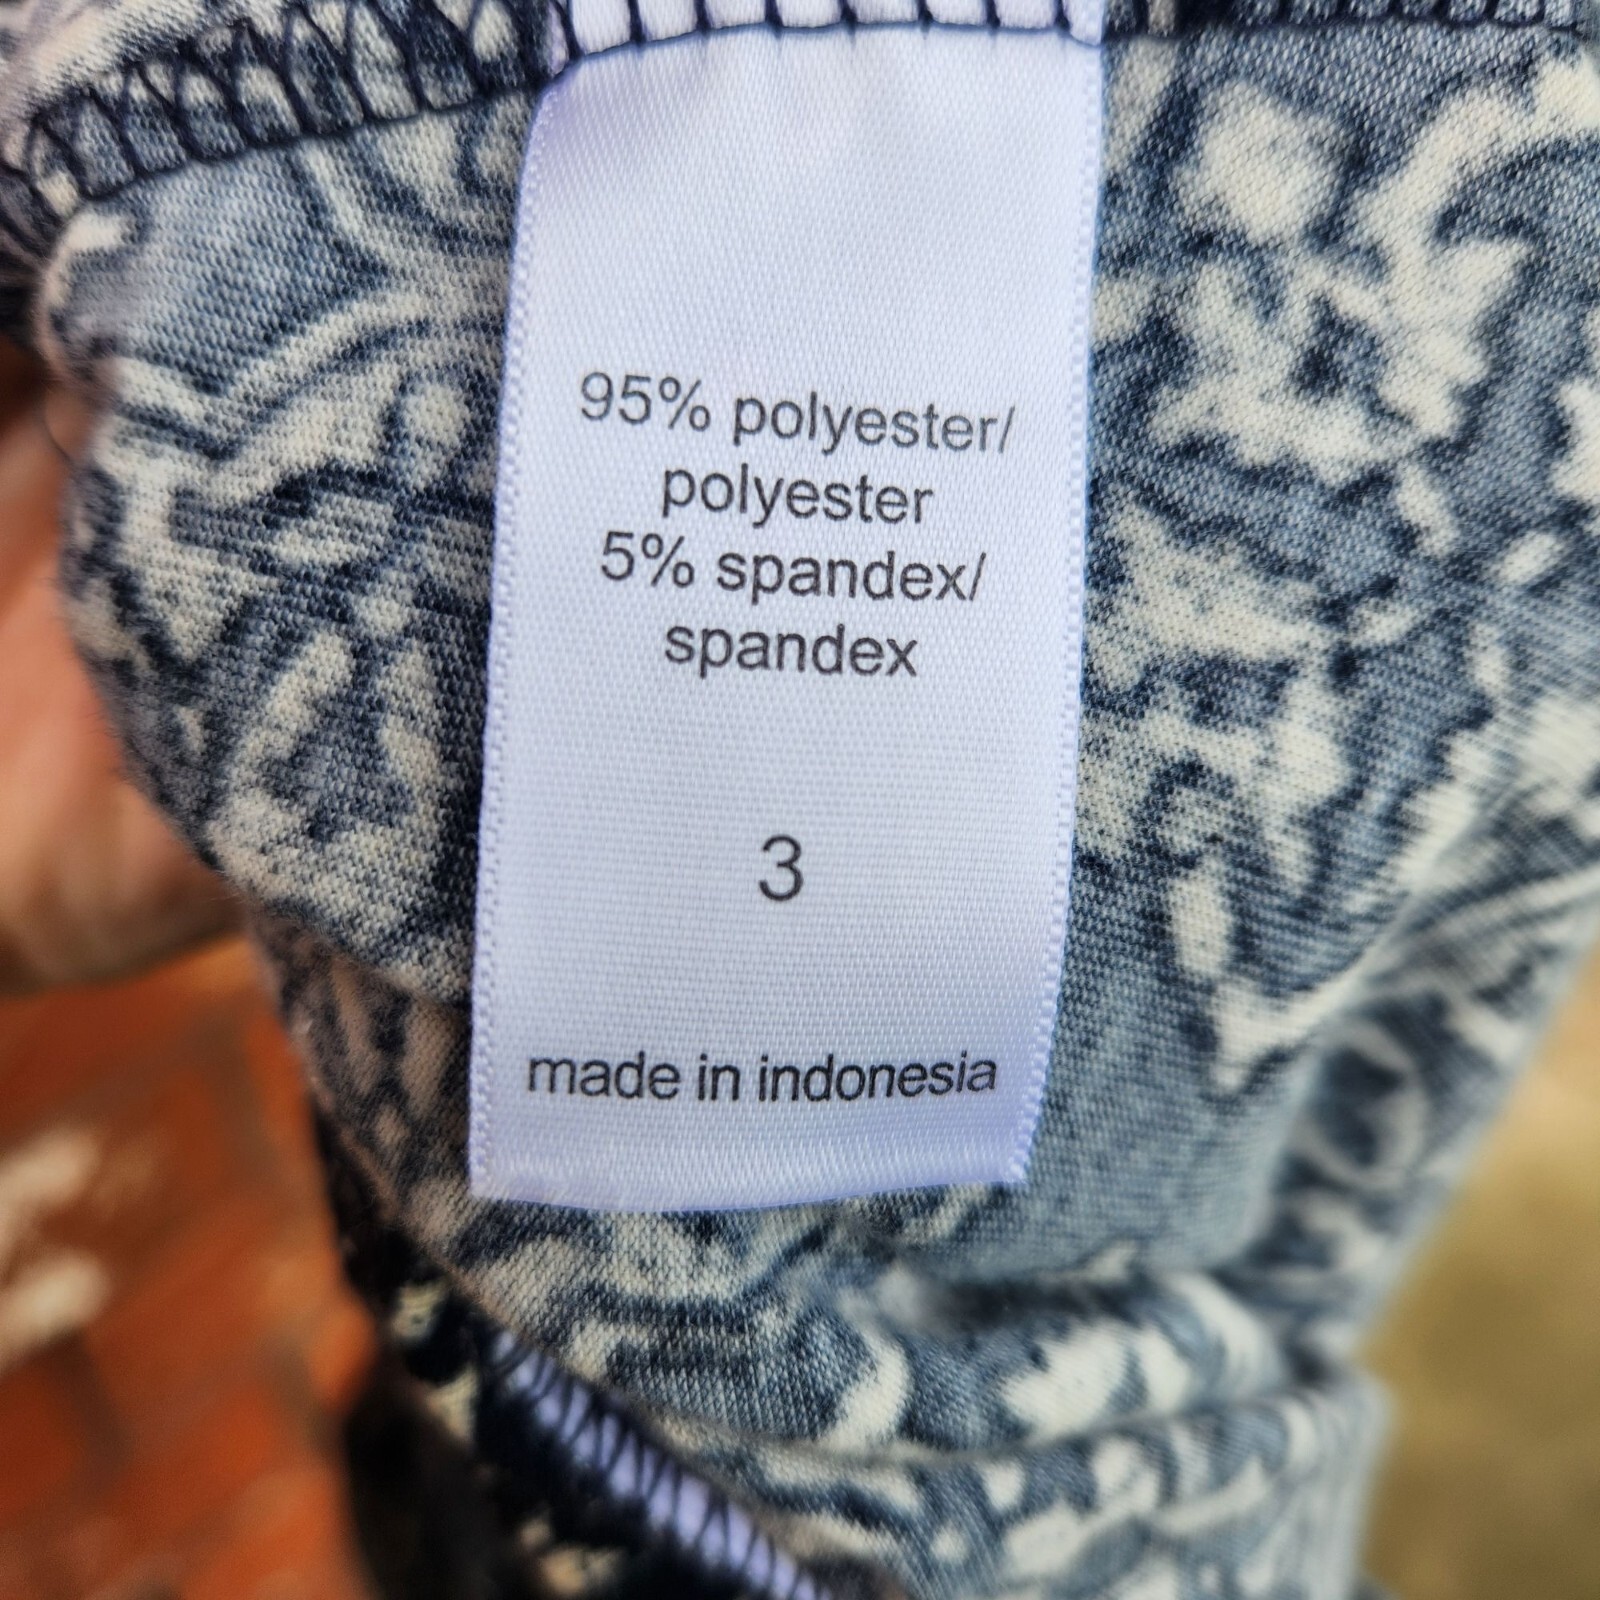 95% polyester/
polyester
5% spandex/
spandex
3
made in indonesia